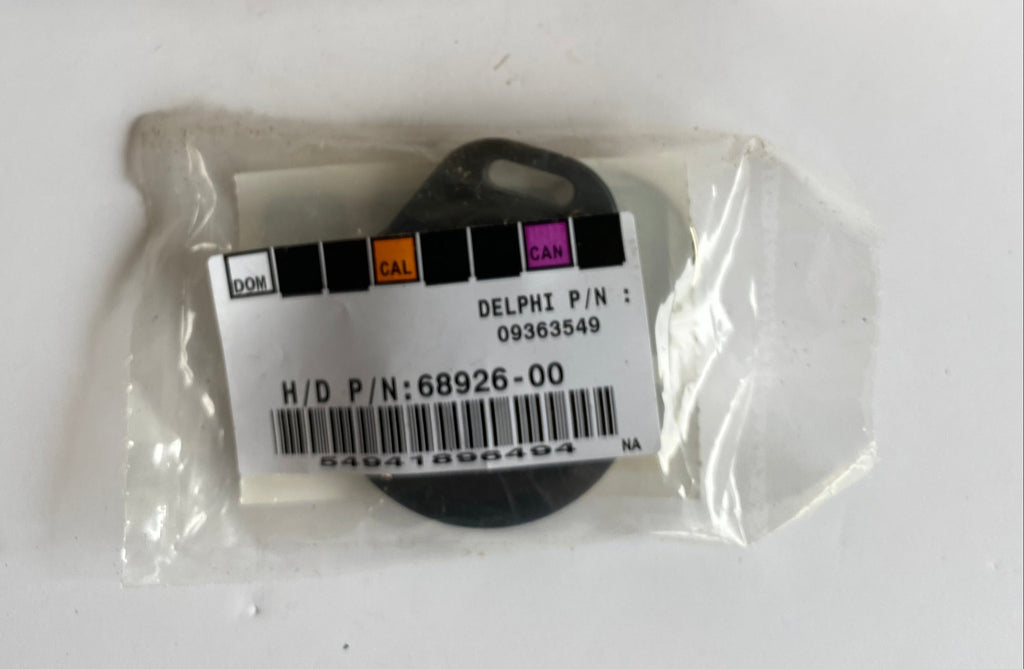 DOM CAL CAN
DELPHI P/N :
09363549
H/D P/N:68926-00
54941896494
NA